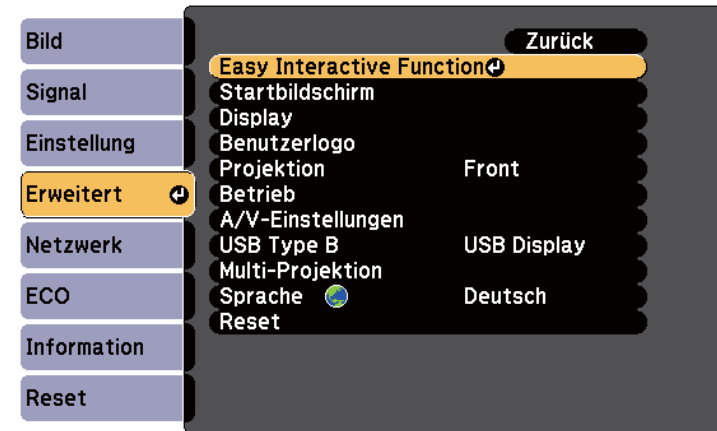 Bild
Signal
Einstellung
Erweitert
Netzwerk
ECO
Information
Reset
Zurück
Easy Interactive Function
Startbildschirm
Display
Benutzerlogo
Projektion Front
Betrieb
A/V-Einstellungen
USB Type B USB Display
Multi-Projektion
Sprache Deutsch
Reset